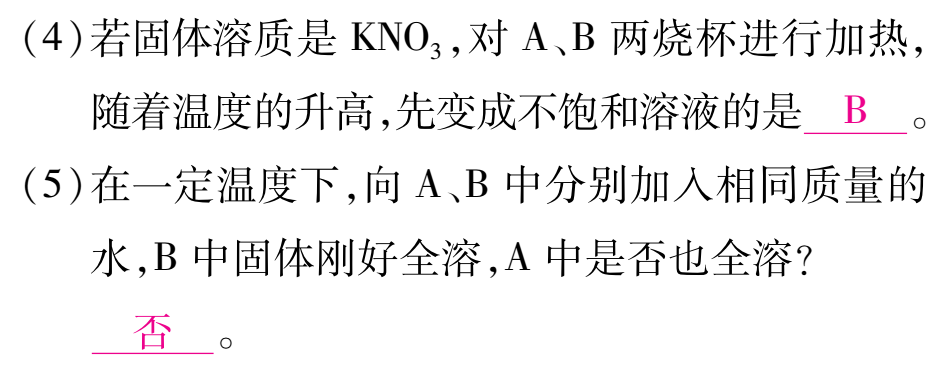 (4)若固体溶质是 KNO₃,对 A、B 两烧杯进行加热,
随着温度的升高,先变成不饱和溶液的是 B 。
(5)在一定温度下,向 A、B 中分别加入相同质量的
水,B 中固体刚好全溶,A 中是否也全溶?
否 。